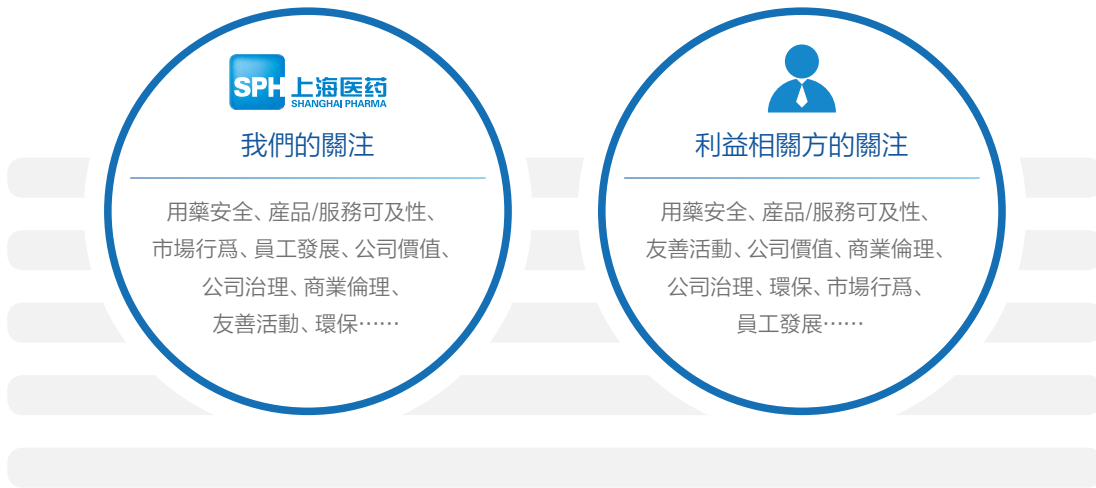 SPH 上海医药
SHANGHAI PHARMA
我們的關注
用藥安全、産品/服務可及性、
市場行爲、員工發展、公司價值、
公司治理、商業倫理、
友善活動、環保……
利益相關方的關注
用藥安全、産品/服務可及性、
友善活動、公司價值、商業倫理、
公司治理、環保、市場行爲、
員工發展……